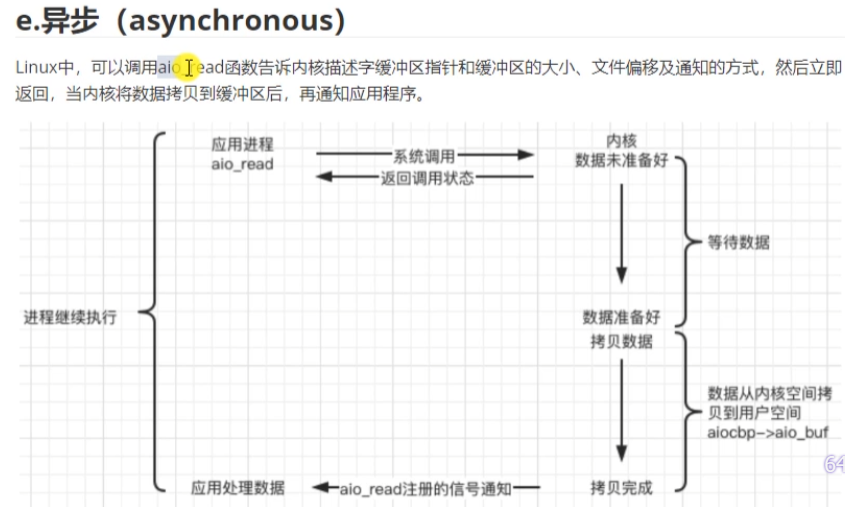 e.异步（asynchronous）
Linux中，可以调用aio_read函数告诉内核描述字缓冲区指针和缓冲区的大小、文件偏移及通知的方式，然后立即
返回，当内核将数据拷贝到缓冲区后，再通知应用程序。
应用进程
aio_read
系统调用
返回调用状态
内核
数据未准备好
等待数据
进程继续执行
数据准备好
拷贝数据
数据从内核空间拷
贝到用户空间
aiocbp->aio_buf
64
应用处理数据
aio_read注册的信号通知
拷贝完成